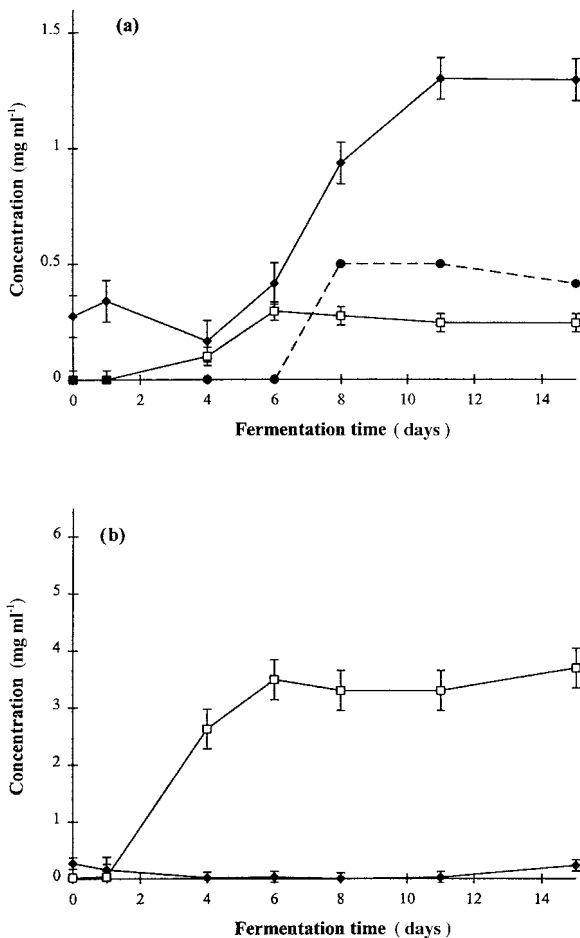 (a)
1.5
1
0.5
0
Concentration (mg ml⁻¹)
0 2 4 6 8 10 12 14
Fermentation time ( days )
(b)
6
5
4
3
2
1
0
Concentration (mg ml⁻¹)
0 2 4 6 8 10 12 14
Fermentation time ( days )